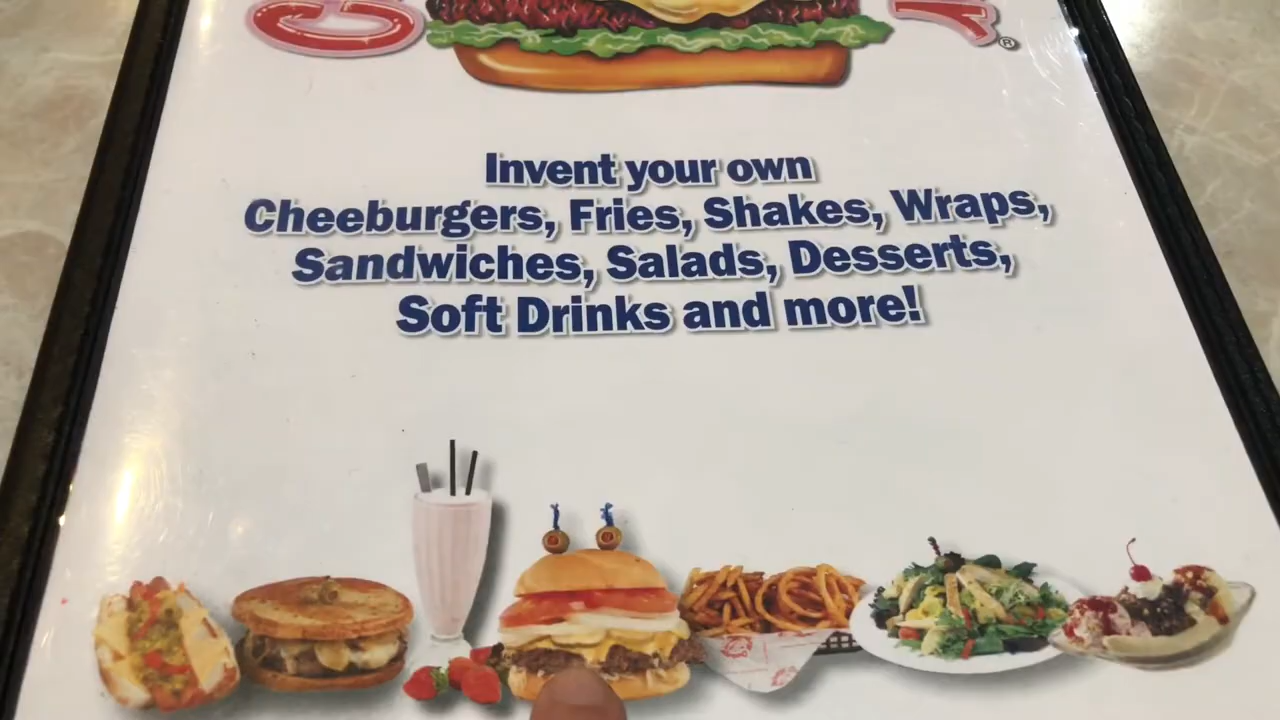 C Y ®
Invent your own
Cheeburgers, Fries, Shakes, Wraps,
Sandwiches, Salads, Desserts,
Soft Drinks and more!